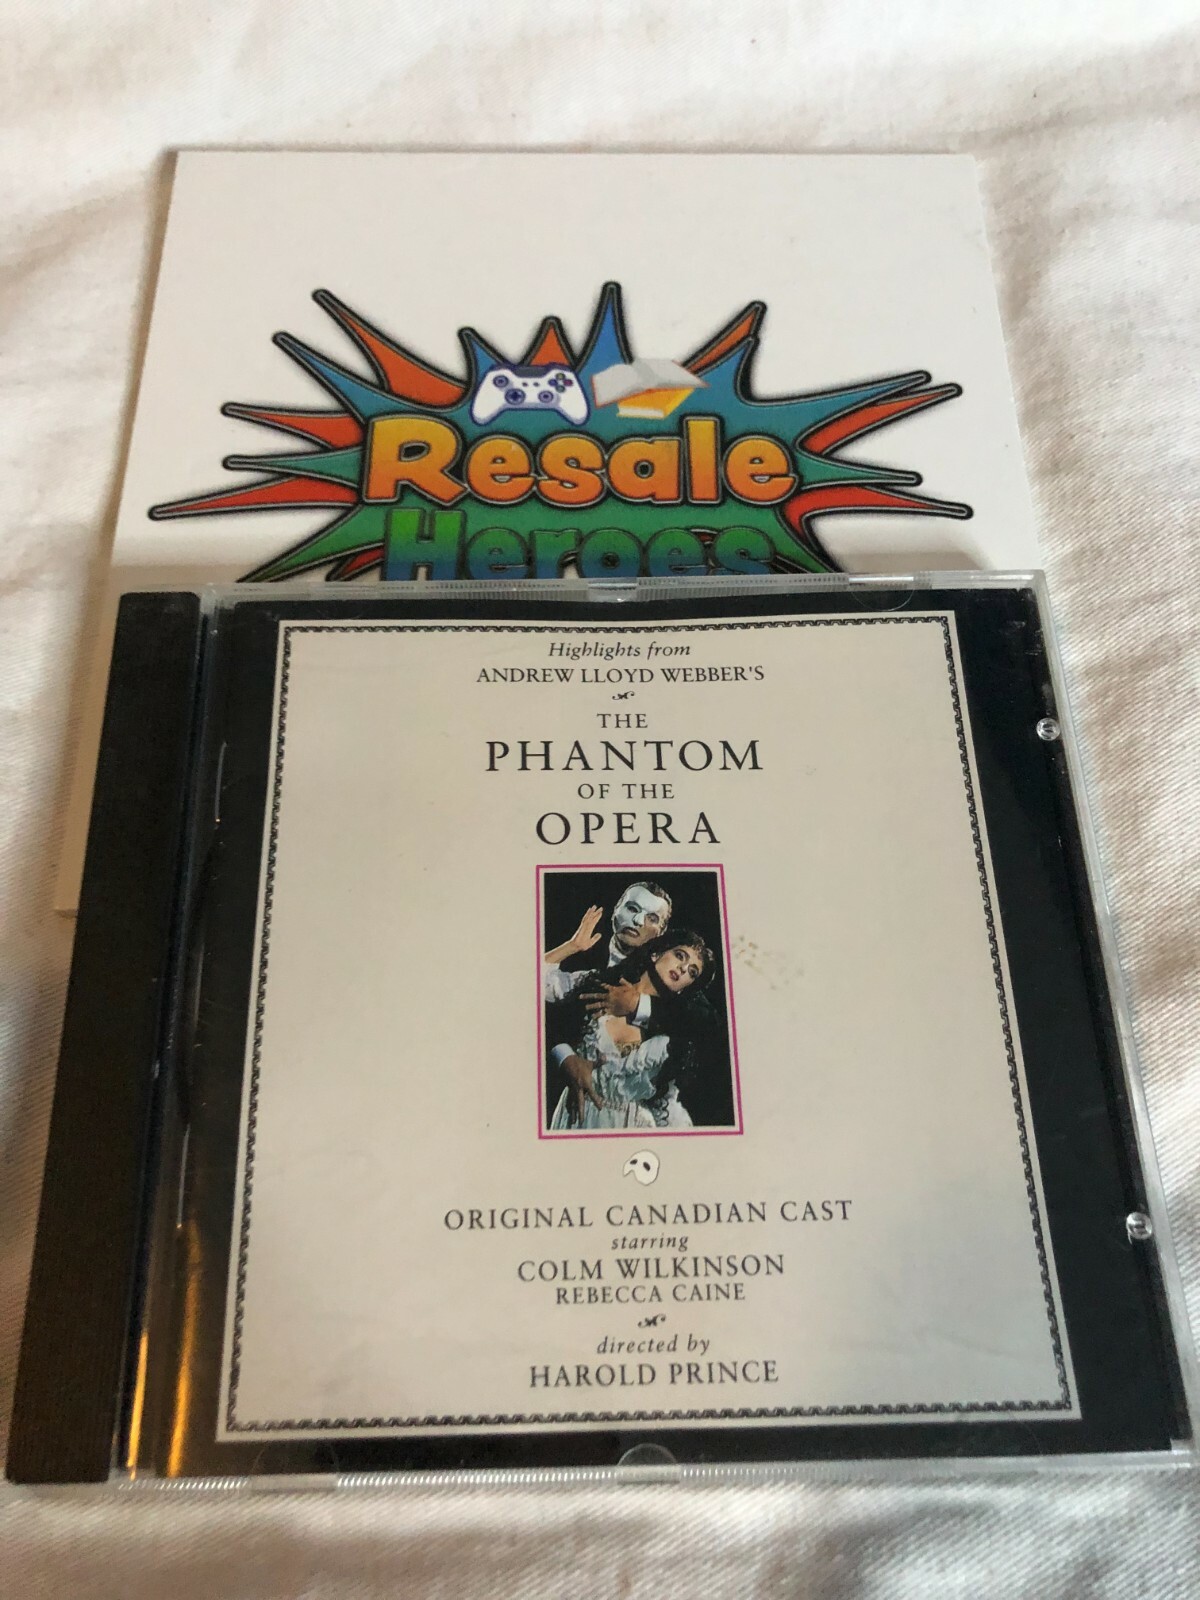 Resale
Heroes
Highlights from
ANDREW LLOYD WEBBER'S
THE
PHANTOM
OF THE
OPERA
ORIGINAL CANADIAN CAST
starring
COLM WILKINSON
REBECCA CAINE
directed by
HAROLD PRINCE